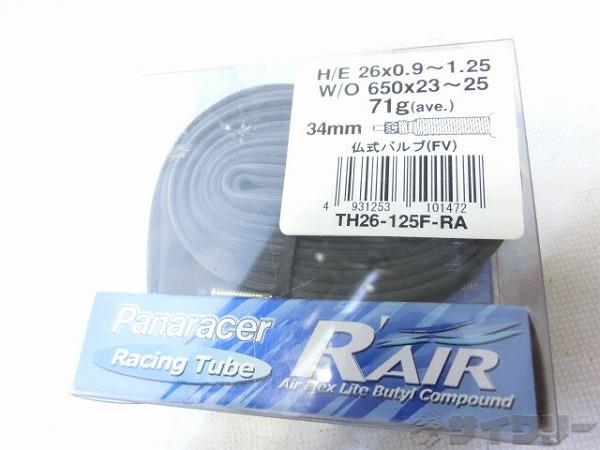 H/E 26x0.9～1.25
W/O 650x23～25
71g(ave.)
34mm
仏式バルブ(FV)
4 931253 101472
TH26-125F-RA
Panaracer
Racing Tube
R'AIR
Air Flex Lite Butyl Compound
サイクリー